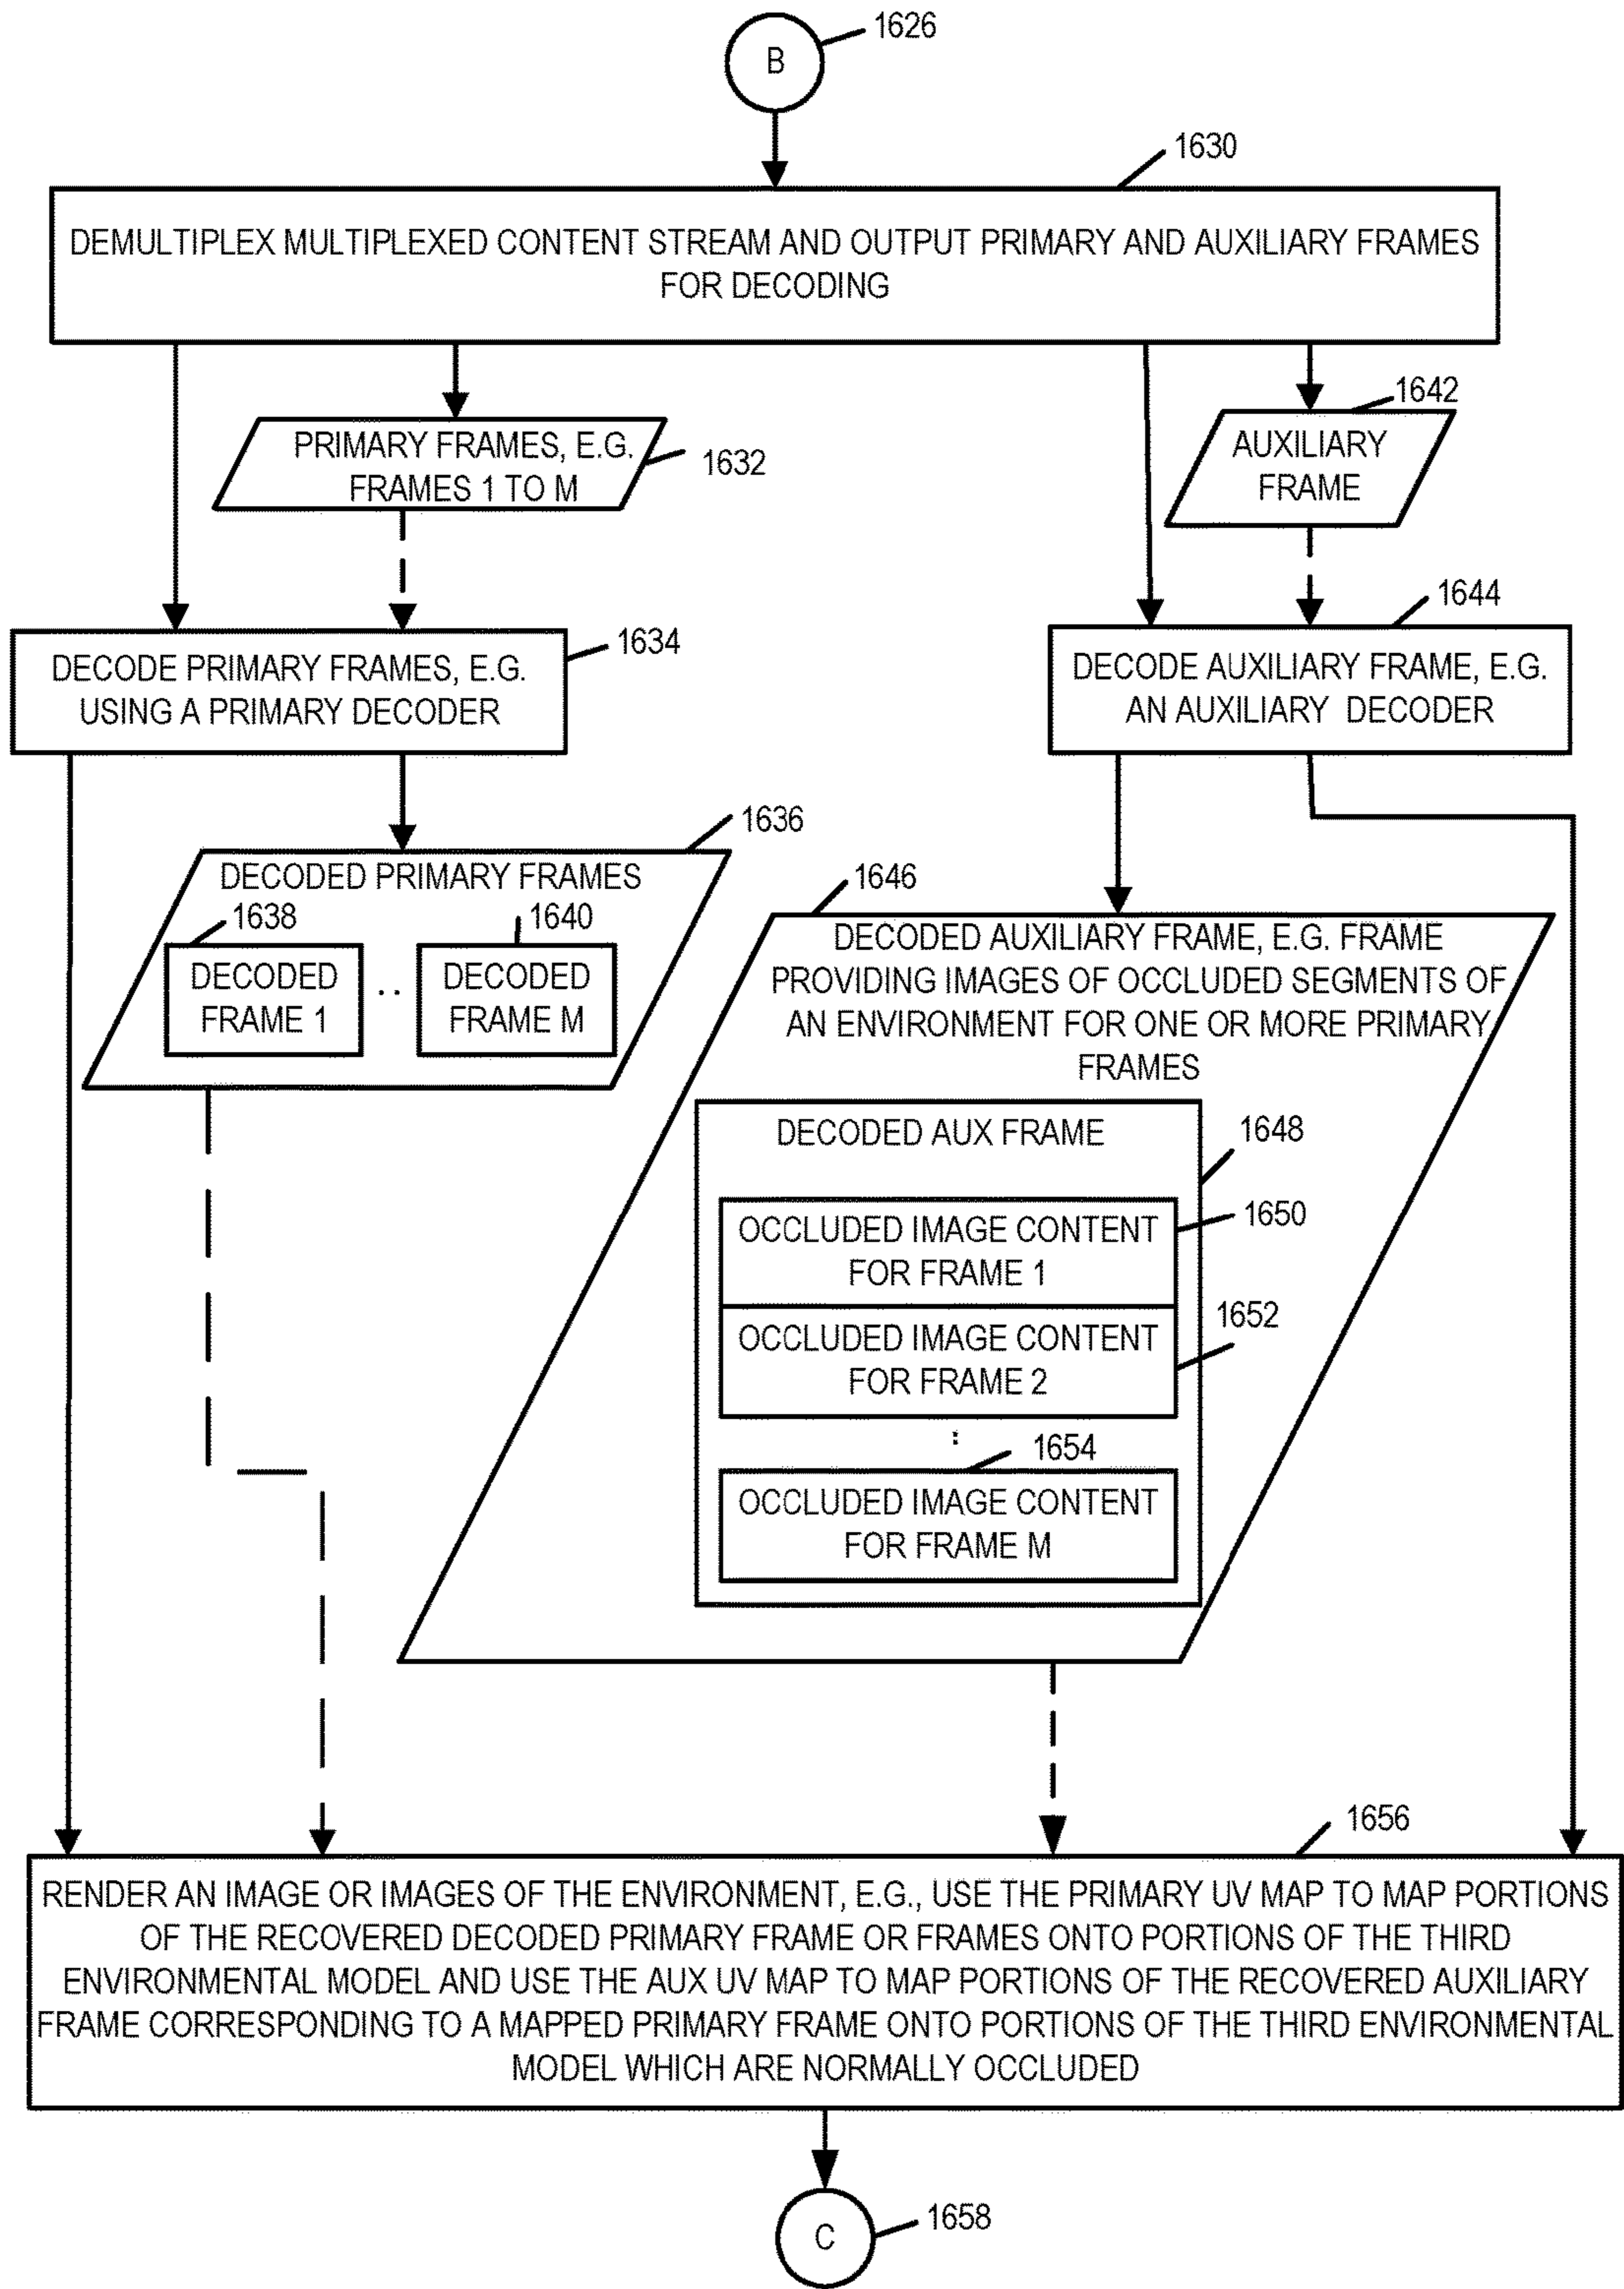 B
1626
1630
DEMULTIPLEX MULTIPLEXED CONTENT STREAM AND OUTPUT PRIMARY AND AUXILIARY FRAMES
FOR DECODING
PRIMARY FRAMES, E.G.
FRAMES 1 TO M
1632
1642
AUXILIARY
FRAME
1634
DECODE PRIMARY FRAMES, E.G.
USING A PRIMARY DECODER
1644
DECODE AUXILIARY FRAME, E.G.
AN AUXILIARY DECODER
1636
DECODED PRIMARY FRAMES
1638
1640
DECODED
FRAME 1
..
DECODED
FRAME M
1646
DECODED AUXILIARY FRAME, E.G. FRAME
PROVIDING IMAGES OF OCCLUDED SEGMENTS OF
AN ENVIRONMENT FOR ONE OR MORE PRIMARY
FRAMES
DECODED AUX FRAME
1648
OCCLUDED IMAGE CONTENT
FOR FRAME 1
1650
OCCLUDED IMAGE CONTENT
FOR FRAME 2
1652
:
1654
OCCLUDED IMAGE CONTENT
FOR FRAME M
1656
RENDER AN IMAGE OR IMAGES OF THE ENVIRONMENT, E.G., USE THE PRIMARY UV MAP TO MAP PORTIONS
OF THE RECOVERED DECODED PRIMARY FRAME OR FRAMES ONTO PORTIONS OF THE THIRD
ENVIRONMENTAL MODEL AND USE THE AUX UV MAP TO MAP PORTIONS OF THE RECOVERED AUXILIARY
FRAME CORRESPONDING TO A MAPPED PRIMARY FRAME ONTO PORTIONS OF THE THIRD ENVIRONMENTAL
MODEL WHICH ARE NORMALLY OCCLUDED
C
1658